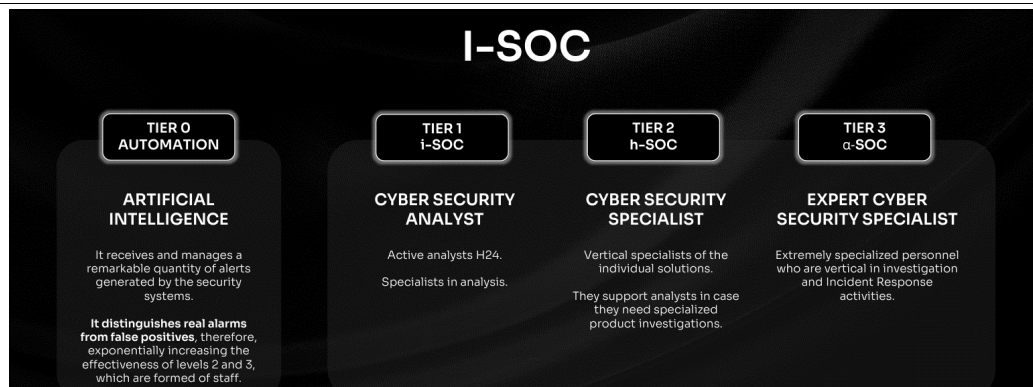 I-SOC
TIER 0
AUTOMATION
ARTIFICIAL
INTELLIGENCE
It receives and manages a
remarkable quantity of alerts
generated by the security
systems.
It distinguishes real alarms
from false positives, therefore,
exponentially increasing the
effectiveness of levels 2 and 3,
which are formed of staff.
TIER 1
i-SOC
CYBER SECURITY
ANALYST
Active analysts H24.
Specialists in analysis.
TIER 2
h-SOC
CYBER SECURITY
SPECIALIST
Vertical specialists of the
individual solutions.
They support analysts in case
they need specialized
product investigations.
TIER 3
α-SOC
EXPERT CYBER
SECURITY SPECIALIST
Extremely specialized personnel
who are vertical in investigation
and Incident Response
activities.